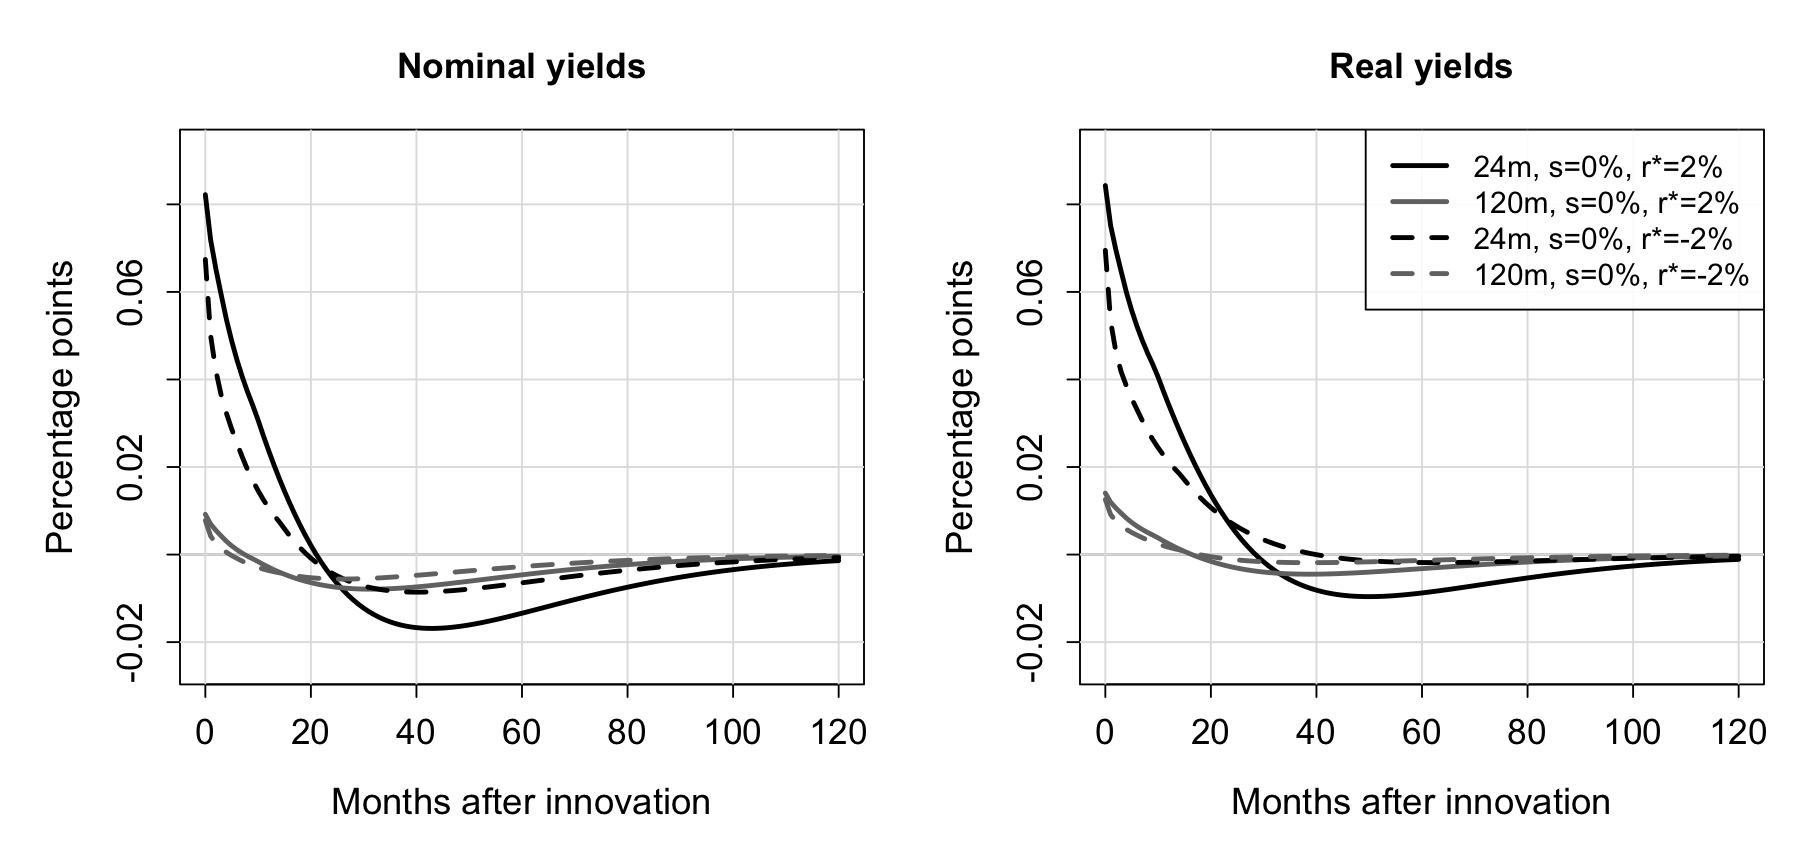 Nominal yields
Percentage points
0.06
0.02
-0.02
0 20 40 60 80 100 120
Months after innovation
Real yields
24m, s=0%, r*=2%
120m, s=0%, r*=2%
24m, s=0%, r*=-2%
120m, s=0%, r*=-2%
Percentage points
0.06
0.02
-0.02
0 20 40 60 80 100 120
Months after innovation